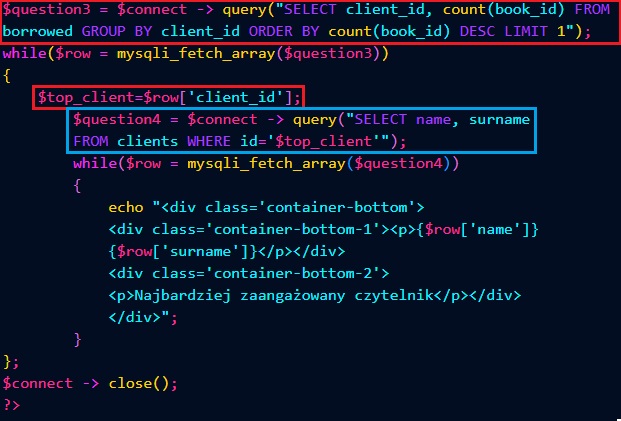 $question3 = $connect -> query("SELECT client_id, count(book_id) FROM
borrowed GROUP BY client_id ORDER BY count(book_id) DESC LIMIT 1");
while($row = mysqli_fetch_array($question3))
{
$top_client=$row['client_id'];
$question4 = $connect -> query("SELECT name, surname
FROM clients WHERE id='$top_client'");
while($row = mysqli_fetch_array($question4))
{
echo "<div class='container-bottom'>
<div class='container-bottom-1'><p>{$row['name']}
{$row['surname']}</p></div>
<div class='container-bottom-2'>
<p>Najbardziej zaangażowany czytelnik</p></div>
</div>";
}
};
$connect -> close();
?>